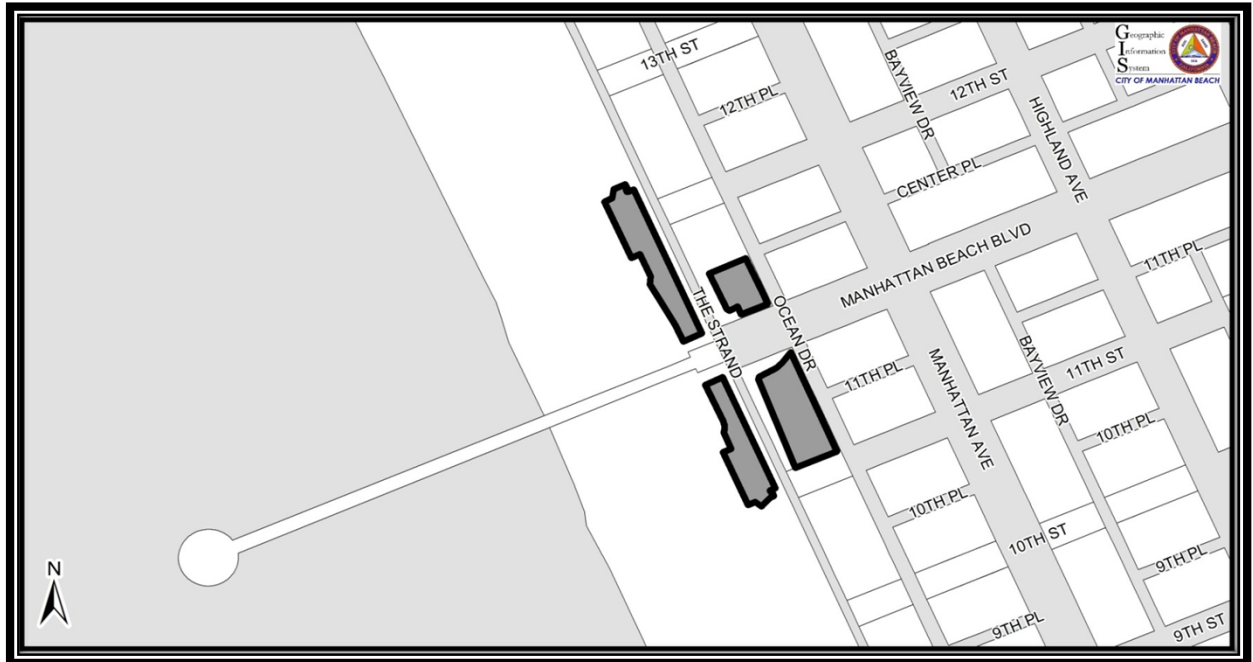 Geographic
Information
System
CITY OF MANHATTAN BEACH
13TH ST
12TH PL
BAYVIEW DR
12TH ST
HIGHLAND AVE
CENTER PL
MANHATTAN BEACH BLVD
11TH PL
THE STRAND
OCEAN DR
11TH PL
MANHATTAN AVE
BAYVIEW DR
11TH ST
10TH PL
10TH PL
10TH ST
9TH PL
9TH PL
9TH ST
N